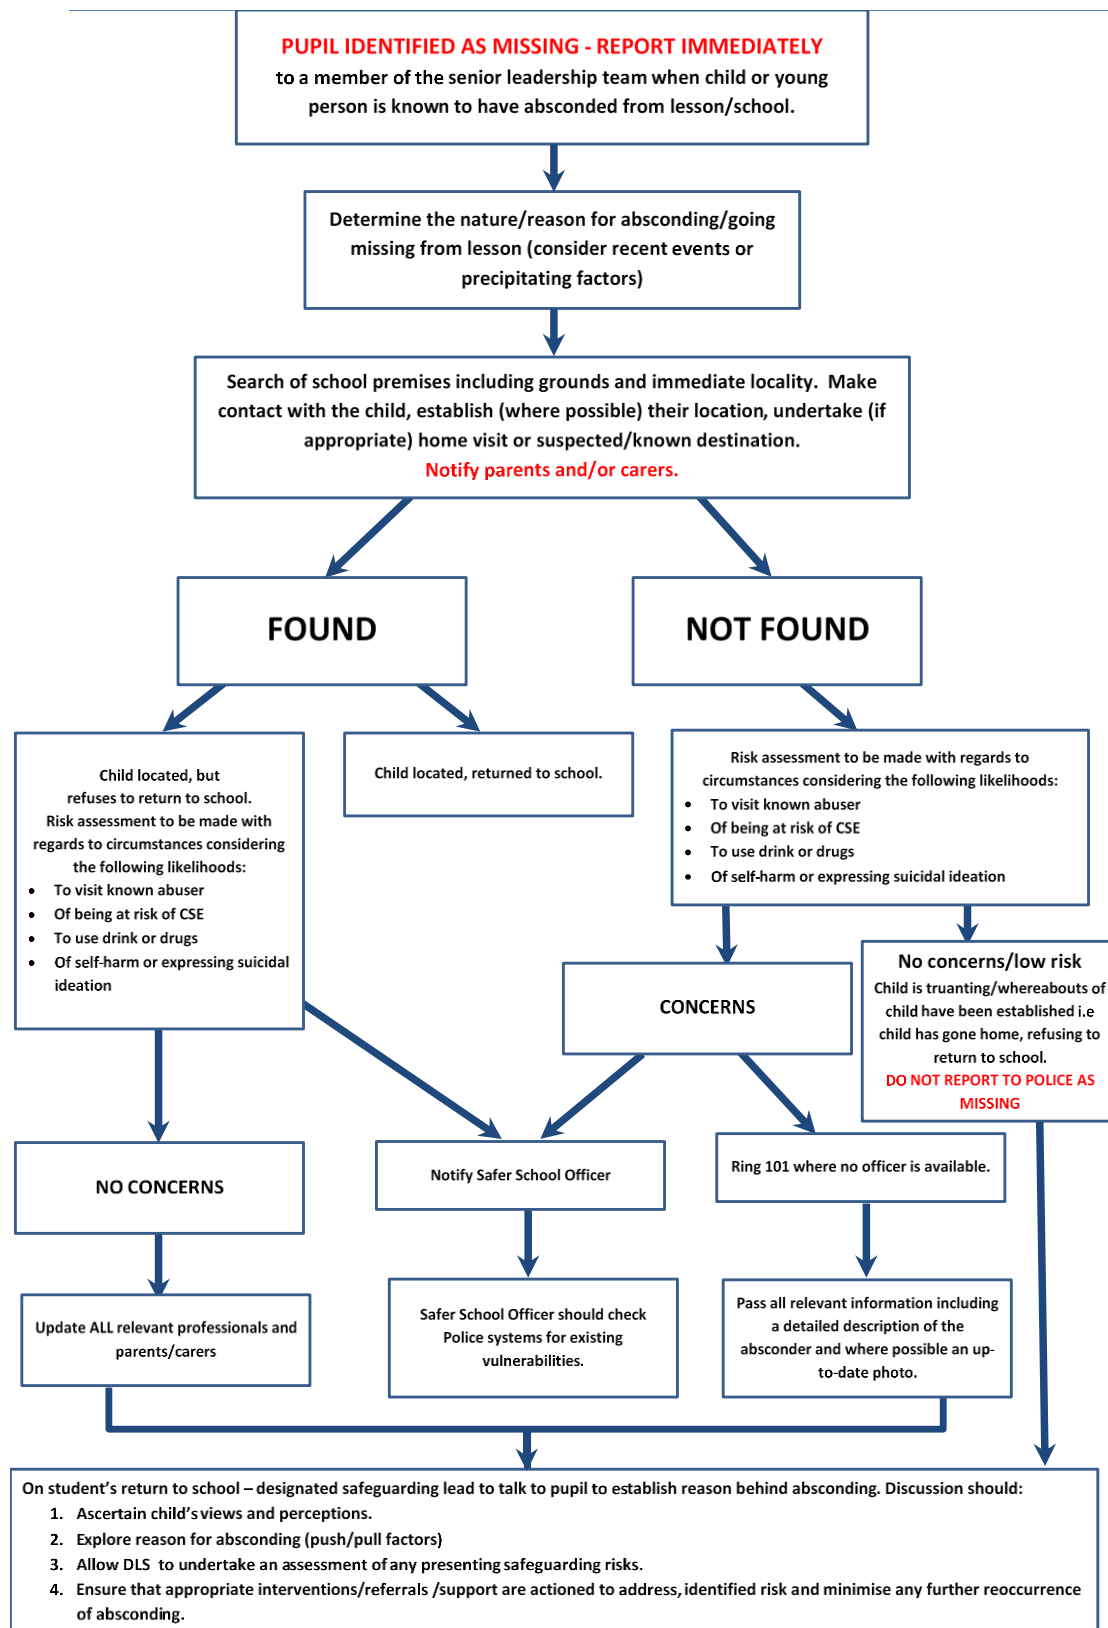 PUPIL IDENTIFIED AS MISSING - REPORT IMMEDIATELY
to a member of the senior leadership team when child or young
person is known to have absconded from lesson/school.
Determine the nature/reason for absconding/going
missing from lesson (consider recent events or
precipitating factors)
Search of school premises including grounds and immediate locality. Make
contact with the child, establish (where possible) their location, undertake (if
appropriate) home visit or suspected/known destination.
Notify parents and/or carers.
FOUND
NOT FOUND
Child located, but
refuses to return to school.
Risk assessment to be made with
regards to circumstances considering
the following likelihoods:
• To visit known abuser
• Of being at risk of CSE
• To use drink or drugs
• Of self-harm or expressing suicidal
ideation
Child located, returned to school.
Risk assessment to be made with regards to
circumstances considering the following likelihoods:
• To visit known abuser
• Of being at risk of CSE
• To use drink or drugs
• Of self-harm or expressing suicidal ideation
CONCERNS
No concerns/low risk
Child is truanting/whereabouts of
child have been established i.e
child has gone home, refusing to
return to school.
DO NOT REPORT TO POLICE AS
MISSING
NO CONCERNS
Notify Safer School Officer
Ring 101 where no officer is available.
Update ALL relevant professionals and
parents/carers
Safer School Officer should check
Police systems for existing
vulnerabilities.
Pass all relevant information including
a detailed description of the
absconder and where possible an up-
to-date photo.
On student's return to school – designated safeguarding lead to talk to pupil to establish reason behind absconding. Discussion should:
1. Ascertain child's views and perceptions.
2. Explore reason for absconding (push/pull factors)
3. Allow DLS to undertake an assessment of any presenting safeguarding risks.
4. Ensure that appropriate interventions/referrals /support are actioned to address, identified risk and minimise any further reoccurrence
of absconding.